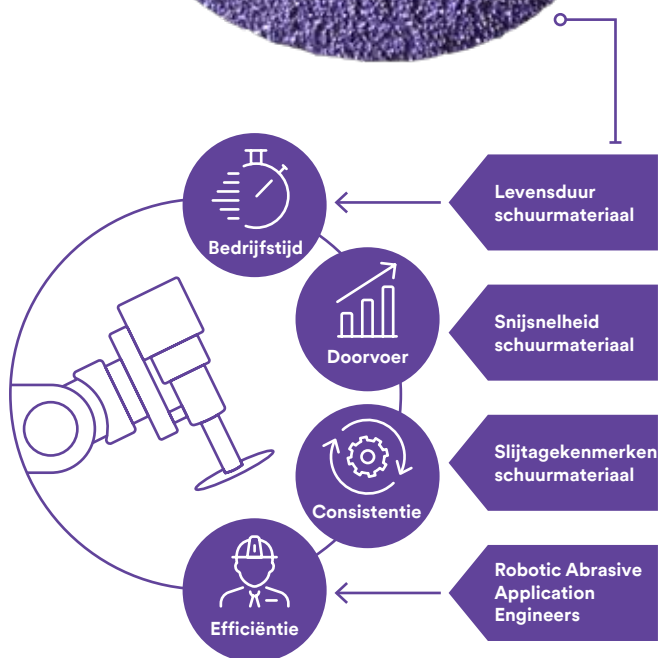 Bedrijfstijd
Levensduur
schuurmateriaal
Doorvoer
Snijsnelheid
schuurmateriaal
Consistentie
Slijtagekenmerken
schuurmateriaal
Efficiëntie
Robotic Abrasive
Application
Engineers